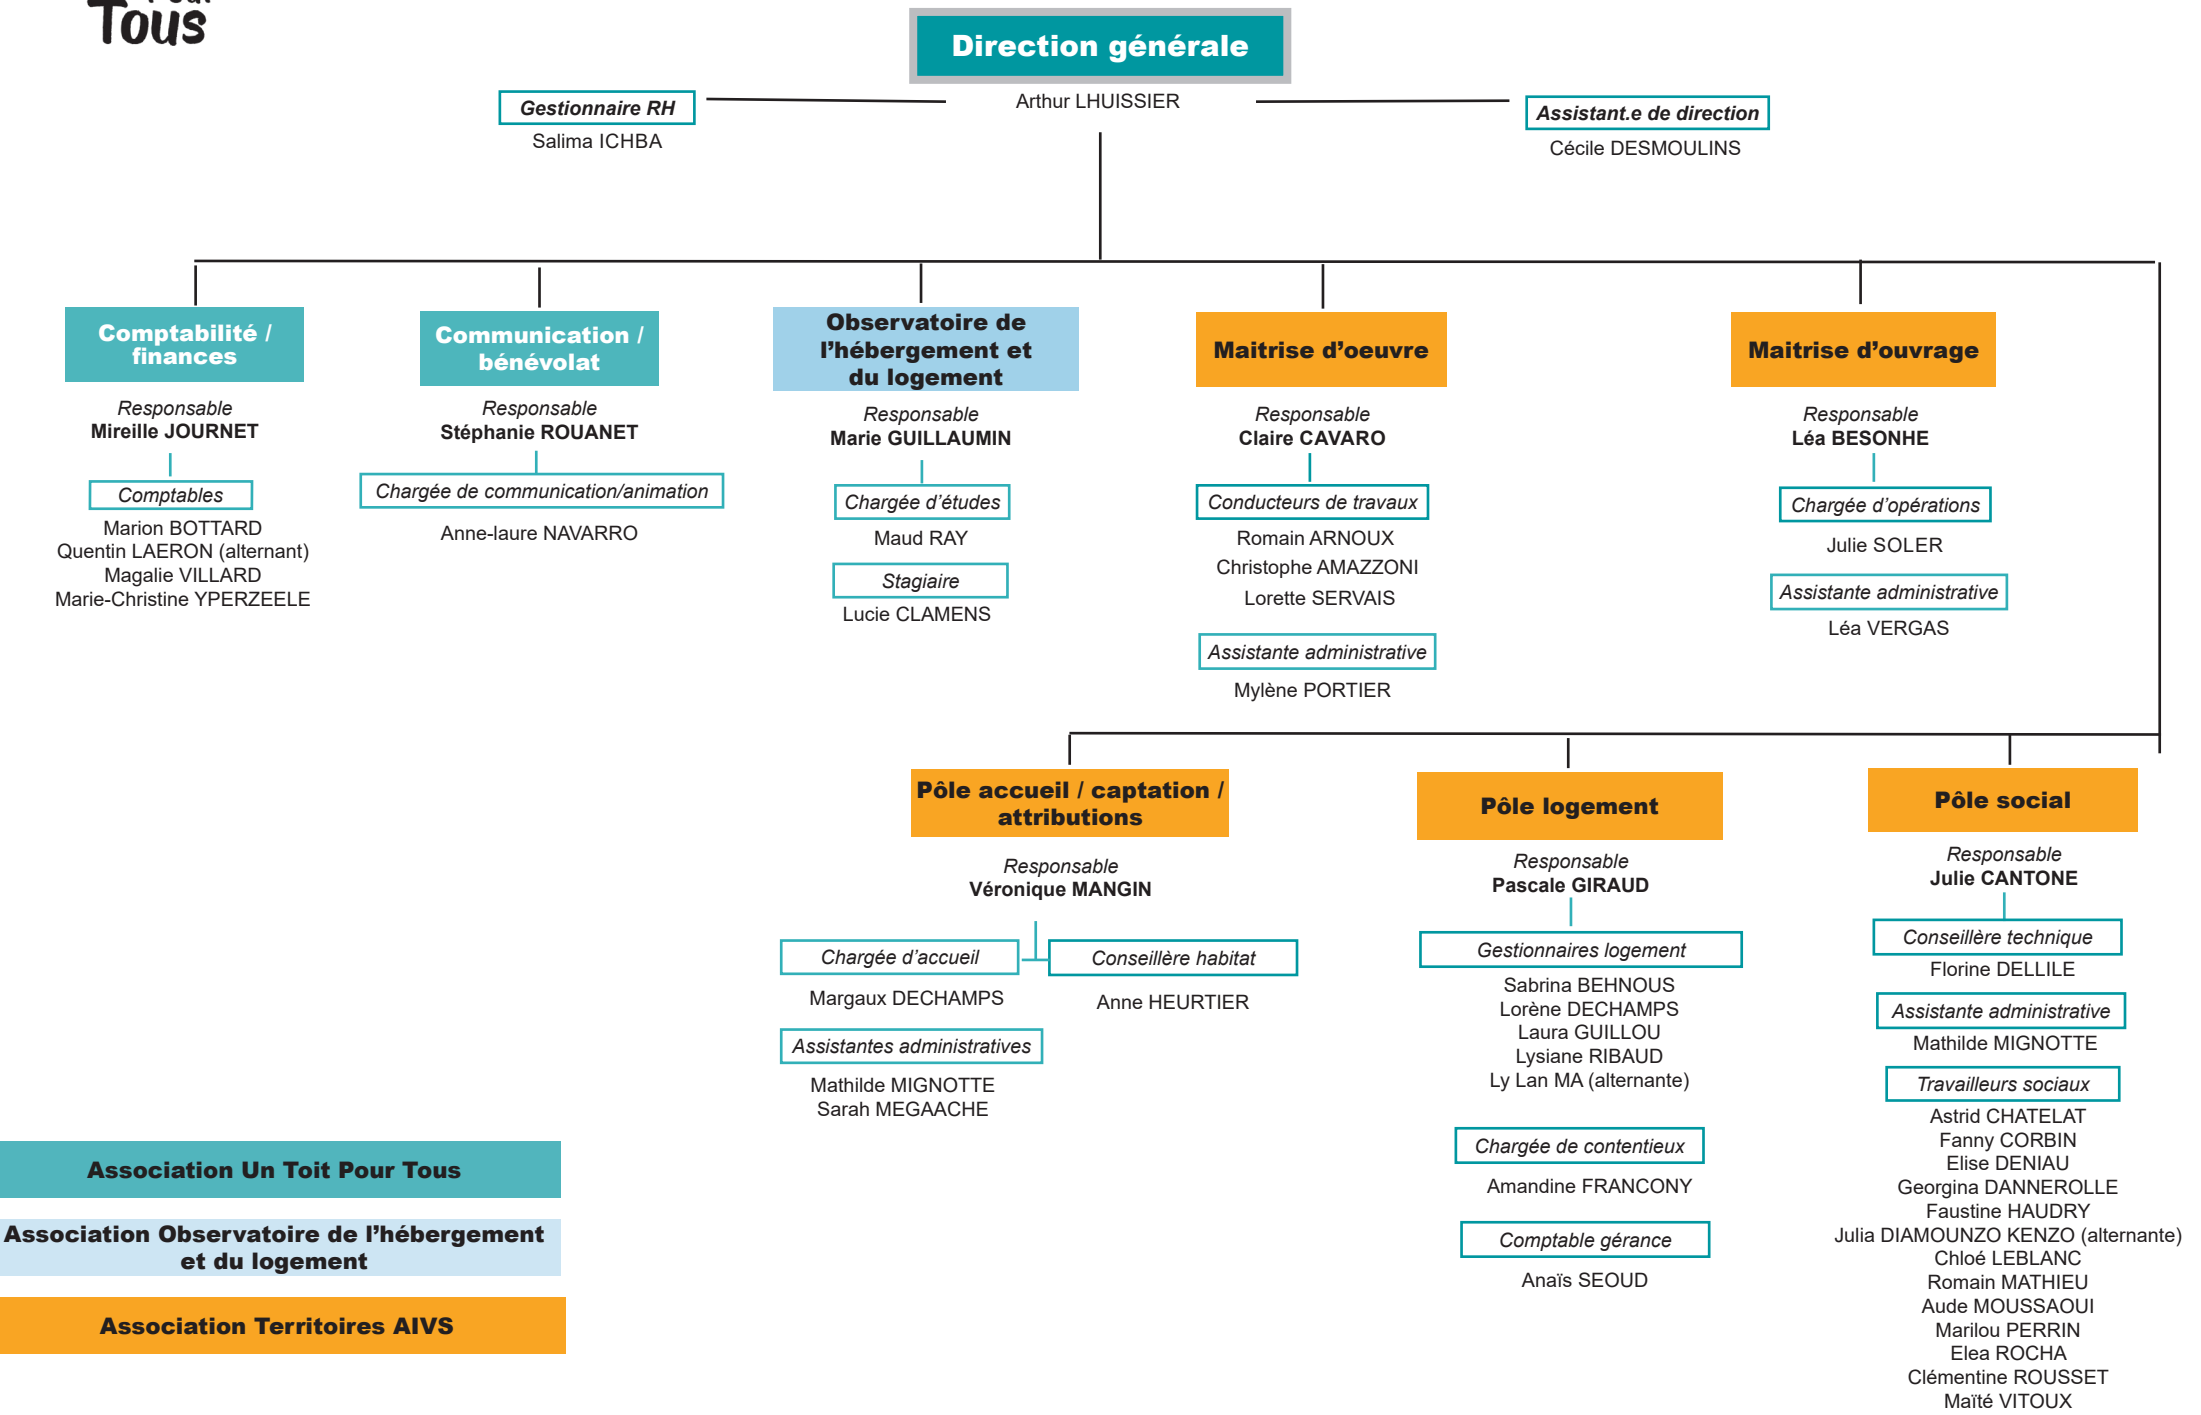 Pour
Tous
Direction générale
Arthur LHUISSIER
Gestionnaire RH
Salima ICHBA
Assistant.e de direction
Cécile DESMOULINS
Comptabilité /
finances
Responsable
Mireille JOURNET
Comptables
Marion BOTTARD
Quentin LAERON (alternant)
Magalie VILLARD
Marie-Christine YPERZEELE
Communication /
bénévolat
Responsable
Stéphanie ROUANET
Chargée de communication/animation
Anne-laure NAVARRO
Observatoire de
l'hébergement et
du logement
Responsable
Marie GUILLAUMIN
Chargée d'études
Maud RAY
Stagiaire
Lucie CLAMENS
Maitrise d'oeuvre
Responsable
Claire CAVARO
Conducteurs de travaux
Romain ARNOUX
Christophe AMAZZONI
Lorette SERVAIS
Assistante administrative
Mylène PORTIER
Maitrise d'ouvrage
Responsable
Léa BESONHE
Chargée d'opérations
Julie SOLER
Assistante administrative
Léa VERGAS
Pôle accueil / captation /
attributions
Responsable
Véronique MANGIN
Chargée d'accueil
Margaux DECHAMPS
Conseillère habitat
Anne HEURTIER
Assistantes administratives
Mathilde MIGNOTTE
Sarah MEGAACHE
Pôle logement
Responsable
Pascale GIRAUD
Gestionnaires logement
Sabrina BEHNOUS
Lorène DECHAMPS
Laura GUILLOU
Lysiane RIBAUD
Ly Lan MA (alternante)
Chargée de contentieux
Amandine FRANCONY
Comptable gérance
Anaïs SEOUD
Pôle social
Responsable
Julie CANTONE
Conseillère technique
Florine DELLILE
Assistante administrative
Mathilde MIGNOTTE
Travailleurs sociaux
Astrid CHATELAT
Fanny CORBIN
Elise DENIAU
Georgina DANNEROLLE
Faustine HAUDRY
Julia DIAMOUNZO KENZO (alternante)
Chloé LEBLANC
Romain MATHIEU
Aude MOUSSAOUI
Marilou PERRIN
Elea ROCHA
Clémentine ROUSSET
Maïté VITOUX
Association Un Toit Pour Tous
Association Observatoire de l'hébergement
et du logement
Association Territoires AIVS